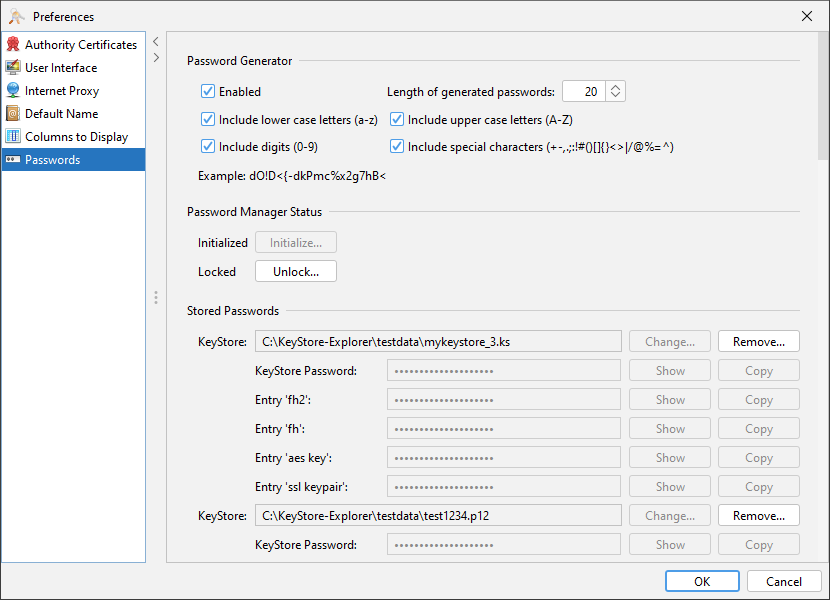 Preferences
Authority Certificates
User Interface
Internet Proxy
Default Name
Columns to Display
Passwords
Password Generator
Enabled Length of generated passwords: 20
Include lower case letters (a-z) Include upper case letters (A-Z)
Include digits (0-9) Include special characters (+-,.;:!#()[]{}<>|/@%=^)
Example: dO!D<{-dkPmc%x2g7hB<
Password Manager Status
Initialized Initialize...
Locked Unlock...
Stored Passwords
KeyStore: C:\KeyStore-Explorer\testdata\mykeystore_3.ks Change... Remove...
KeyStore Password: •••••••••••••••••••• Show Copy
Entry 'fh2': •••••••••••••••••••• Show Copy
Entry 'fh': •••••••••••••••••••• Show Copy
Entry 'aes key': •••••••••••••••••••• Show Copy
Entry 'ssl keypair': •••••••••••••••••••• Show Copy
KeyStore: C:\KeyStore-Explorer\testdata\test1234.p12 Change... Remove...
KeyStore Password: •••••••••••••••••••• Show Copy
OK Cancel